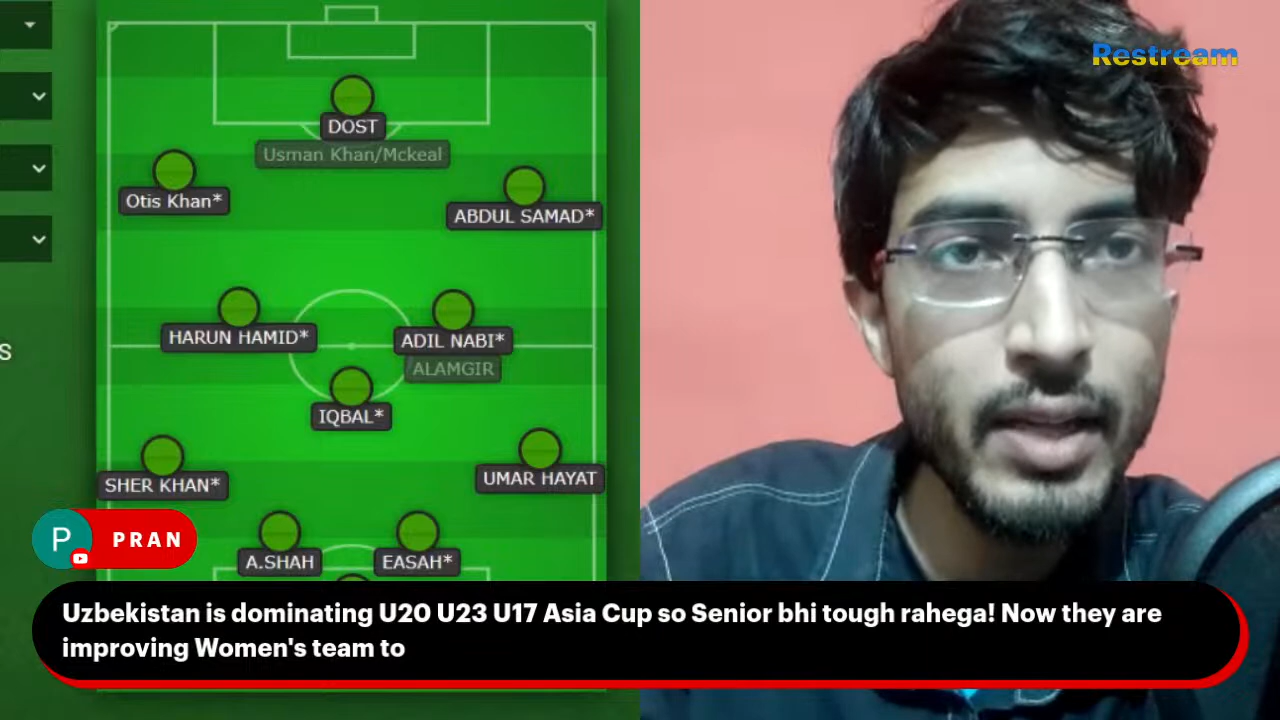 Restream
DOST
Usman Khan/Mckeal
Otis Khan*
ABDUL SAMAD*
HARUN HAMID*
ADIL NABI*
ALAMGIR
S
IQBAL*
SHER KHAN*
UMAR HAYAT
A.SHAH
EASAH*
P PRAN
Uzbekistan is dominating U20 U23 U17 Asia Cup so Senior bhi tough rahega! Now they are
improving Women's team to